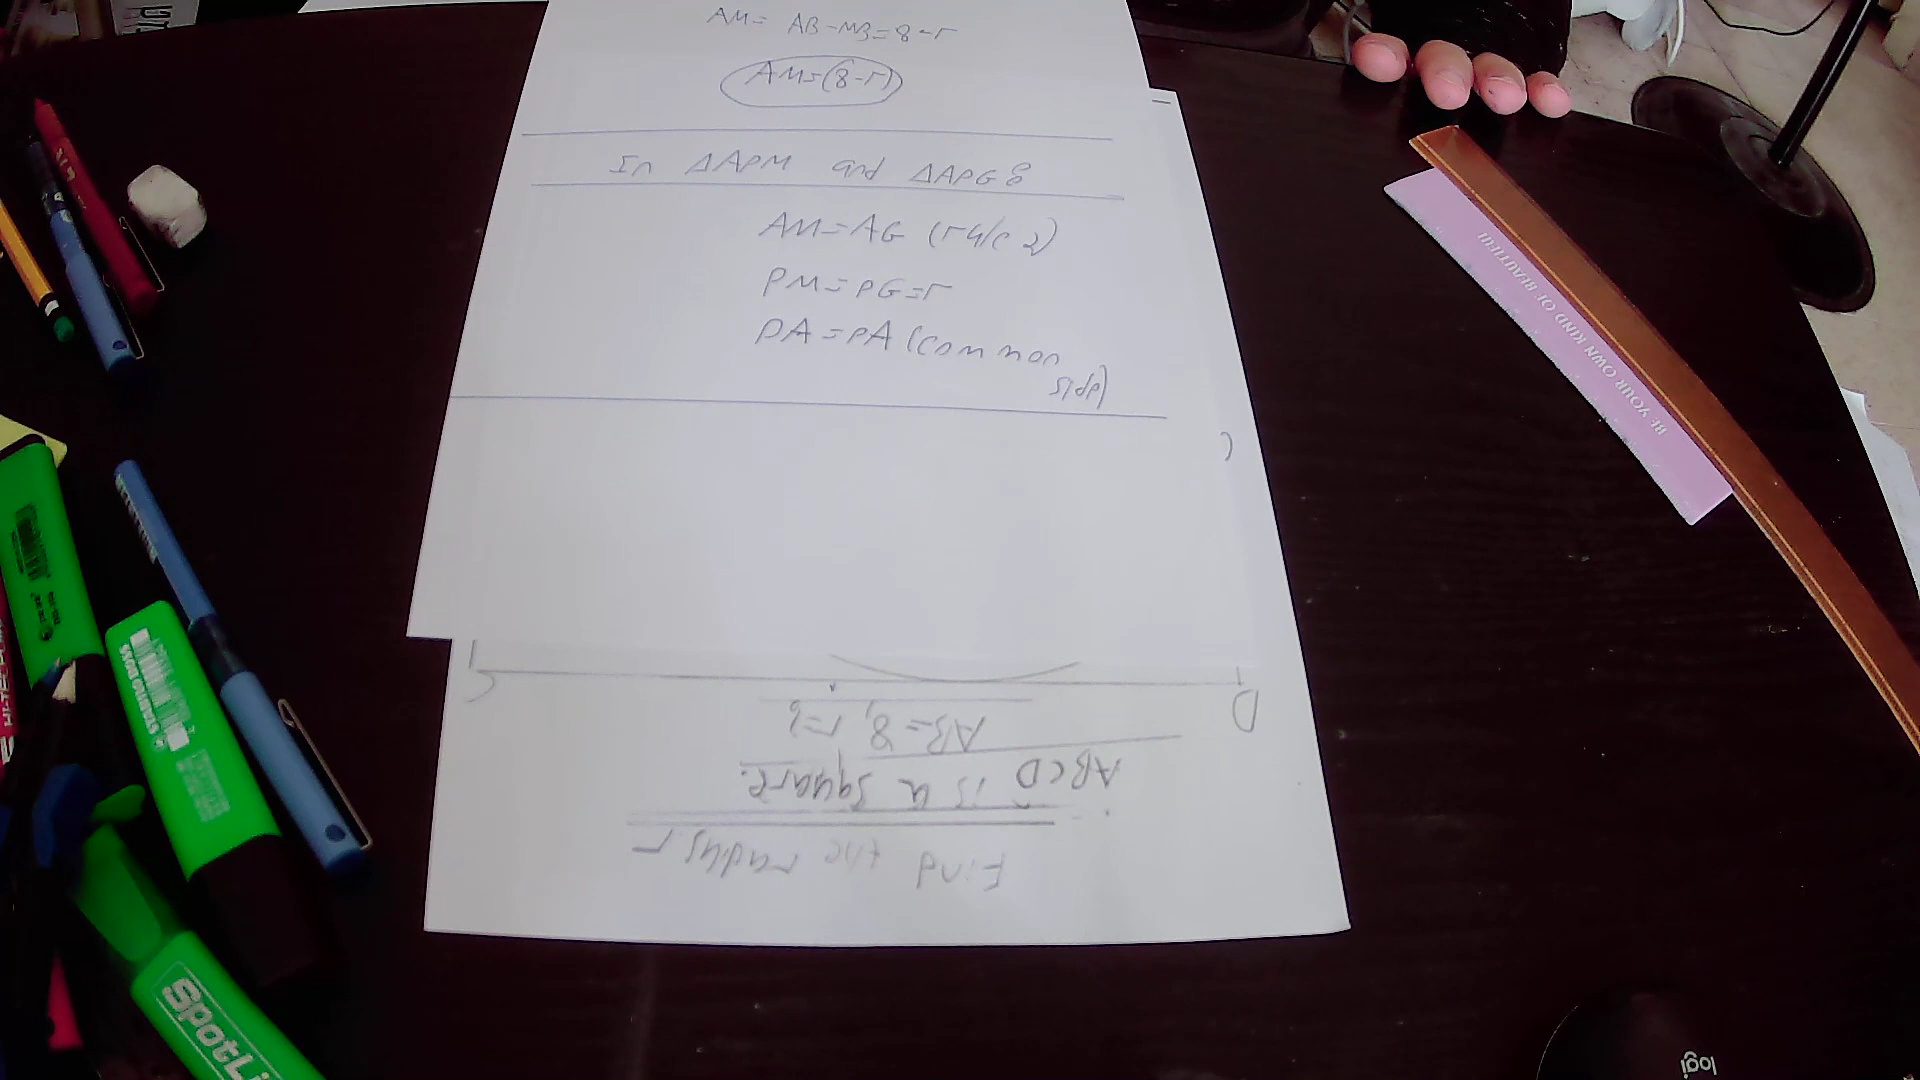 AM= AB-MB=8-r
AM=(8-r)
In ΔAPM and ΔAPG:
AM=AG (rule 2)
PM=PG=r
PA=PA (common
side)
D
AB=8, r=?
ABCD is a square.
Find the radius r
BE YOUR OWN KIND OF BEAUTIFUL
logi
SpotLi